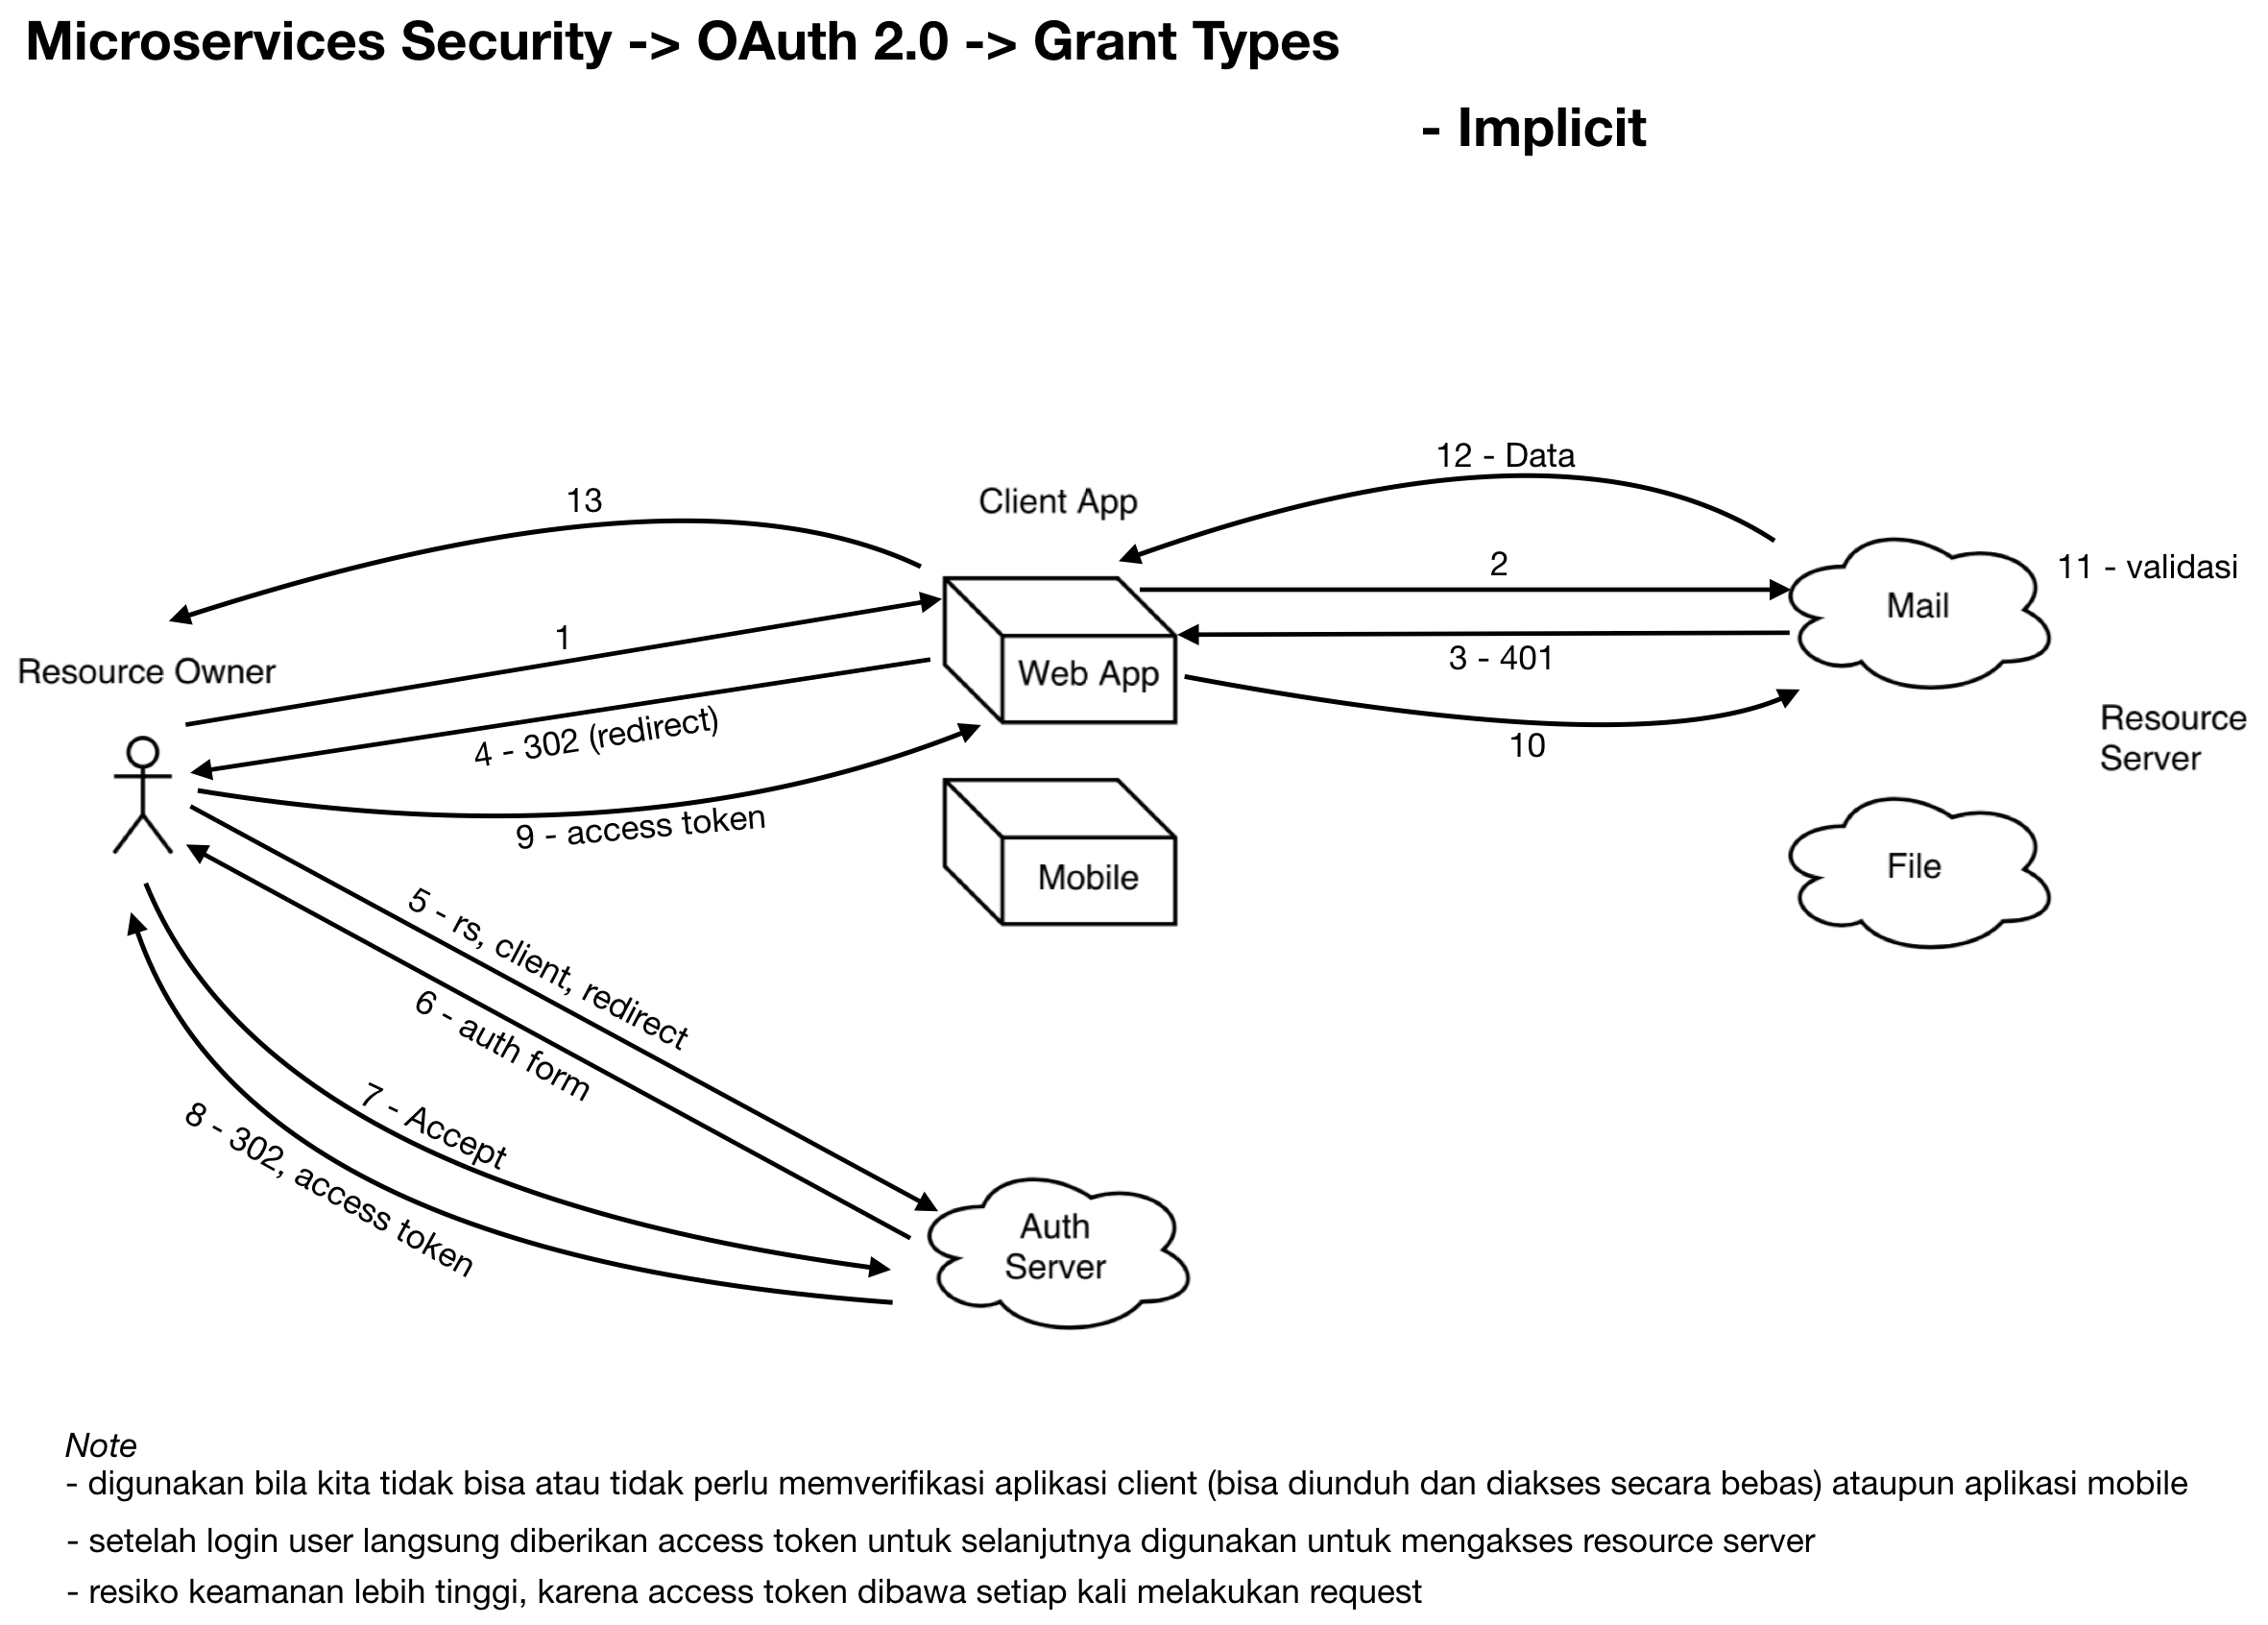 Microservices Security -> OAuth 2.0 -> Grant Types
- Implicit
12 - Data
13
Client App
2
11 - validasi
Mail
1
3 - 401
Resource Owner
Web App
4 - 302 (redirect)
10
Resource
Server
9 - access token
Mobile
File
5 - rs, client, redirect
6 - auth form
7 - Accept
8 - 302, access token
Auth
Server
Note
- digunakan bila kita tidak bisa atau tidak perlu memverifikasi aplikasi client (bisa diunduh dan diakses secara bebas) ataupun aplikasi mobile
- setelah login user langsung diberikan access token untuk selanjutnya digunakan untuk mengakses resource server
- resiko keamanan lebih tinggi, karena access token dibawa setiap kali melakukan request